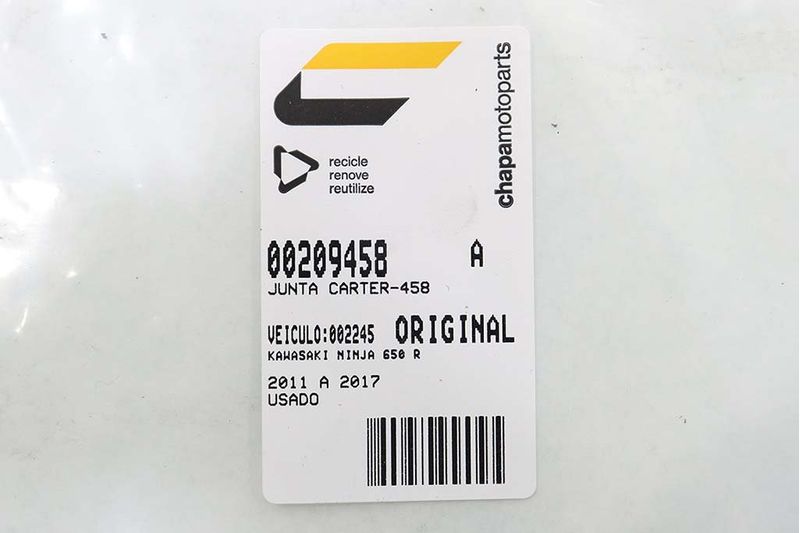 chapamotoparts
recicle
renove
reutilize
00209458 A
JUNTA CARTER-458
VEICULO:002245 ORIGINAL
KAWASAKI NINJA 650 R
2011 A 2017
USADO